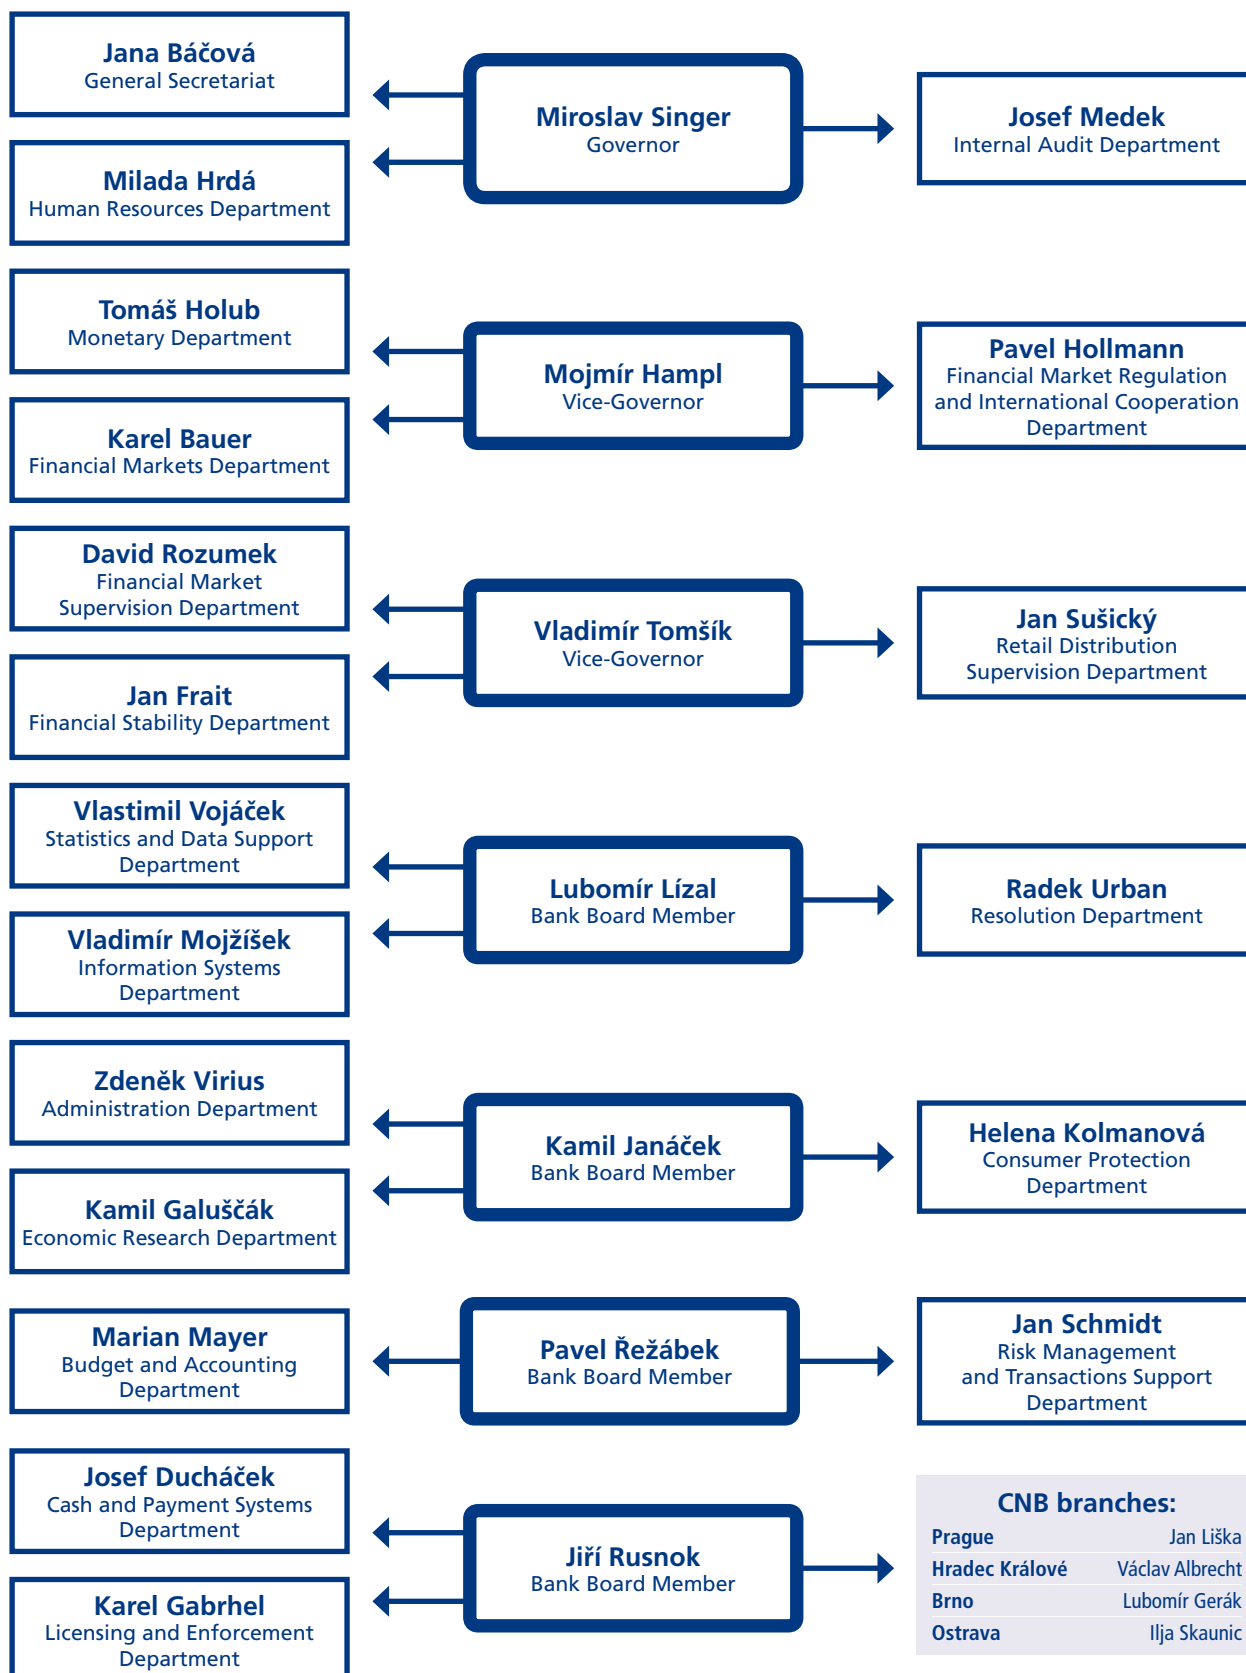 Jana Báčová
General Secretariat
Miroslav Singer
Governor
Josef Medek
Internal Audit Department
Milada Hrdá
Human Resources Department
Tomáš Holub
Monetary Department
Mojmír Hampl
Vice-Governor
Pavel Hollmann
Financial Market Regulation
and International Cooperation
Department
Karel Bauer
Financial Markets Department
David Rozumek
Financial Market
Supervision Department
Vladimír Tomšík
Vice-Governor
Jan Sušický
Retail Distribution
Supervision Department
Jan Frait
Financial Stability Department
Vlastimil Vojáček
Statistics and Data Support
Department
Lubomír Lízal
Bank Board Member
Radek Urban
Resolution Department
Vladimír Mojžíšek
Information Systems
Department
Zdeněk Virius
Administration Department
Kamil Janáček
Bank Board Member
Helena Kolmanová
Consumer Protection
Department
Kamil Galuščák
Economic Research Department
Marian Mayer
Budget and Accounting
Department
Pavel Řežábek
Bank Board Member
Jan Schmidt
Risk Management
and Transactions Support
Department
Josef Ducháček
Cash and Payment Systems
Department
Jiří Rusnok
Bank Board Member
CNB branches:
Prague Jan Liška
Hradec Králové Václav Albrecht
Brno Lubomír Gerák
Ostrava Ilja Skaunic
Karel Gabrhel
Licensing and Enforcement
Department